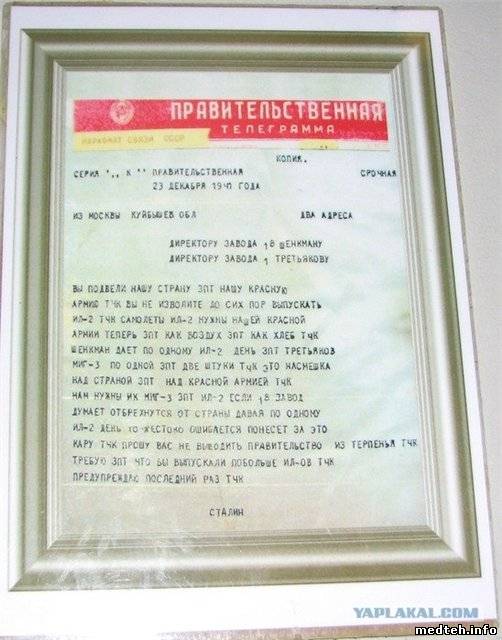 ПРАВИТЕЛЬСТВЕННАЯ
ТЕЛЕГРАММА
НАРКОМАТ СВЯЗИ СССР
КОПИЯ.
СЕРИЯ ",, К " ПРАВИТЕЛЬСТВЕННАЯ СРОЧНАЯ
23 ДЕКАБРЯ 1941 ГОДА
ИЗ МОСКВЫ КУЙБЫШЕВ ОБЛ ДВА АДРЕСА
ДИРЕКТОРУ ЗАВОДА 18 ШЕНКМАНУ
ДИРЕКТОРУ ЗАВОДА 1 ТРЕТЬЯКОВУ
ВЫ ПОДВЕЛИ НАШУ СТРАНУ ЗПТ НАШУ КРАСНУЮ
АРМИЮ ТЧК ВЫ НЕ ИЗВОЛИТЕ ДО СИХ ПОР ВЫПУСКАТЬ
ИЛ-2 ТЧК САМОЛЕТЫ ИЛ-2 НУЖНЫ НАШЕЙ КРАСНОЙ
АРМИИ ТЕПЕРЬ ЗПТ КАК ВОЗДУХ ЗПТ КАК ХЛЕБ ТЧК
ШЕНКМАН ДАЕТ ПО ОДНОМУ ИЛ-2 ДЕНЬ ЗПТ ТРЕТЬЯКОВ
МИГ-3 ПО ОДНОЙ ЗПТ ДВЕ ШТУКИ ТЧК ЭТО НАСМЕШКА
НАД СТРАНОЙ ЗПТ НАД КРАСНОЙ АРМИЕЙ ТЧК
НАМ НУЖНЫ НЕ МИГ-3 ЗПТ ИЛ-2 ЕСЛИ 18 ЗАВОД
ДУМАЕТ ОТБРЕХНУТСЯ ОТ СТРАНЫ ДАВАЯ ПО ОДНОМУ
ИЛ-2 ДЕНЬ ТО ЖЕСТОКО ОШИБАЕТСЯ ПОНЕСЕТ ЗА ЭТО
КАРУ ТЧК ПРОШУ ВАС НЕ ВЫВОДИТЬ ПРАВИТЕЛЬСТВО ИЗ ТЕРПЕНЬЯ ТЧК
ТРЕБУЮ ЗПТ ЧТО БЫ ВЫПУСКАЛИ ПОБОЛЬШЕ ИЛ-ОВ ТЧК
ПРЕДУПРЕЖДАЮ ПОСЛЕДНИЙ РАЗ ТЧК
СТАЛИН
YAPLAKAL.COM
medteh.info